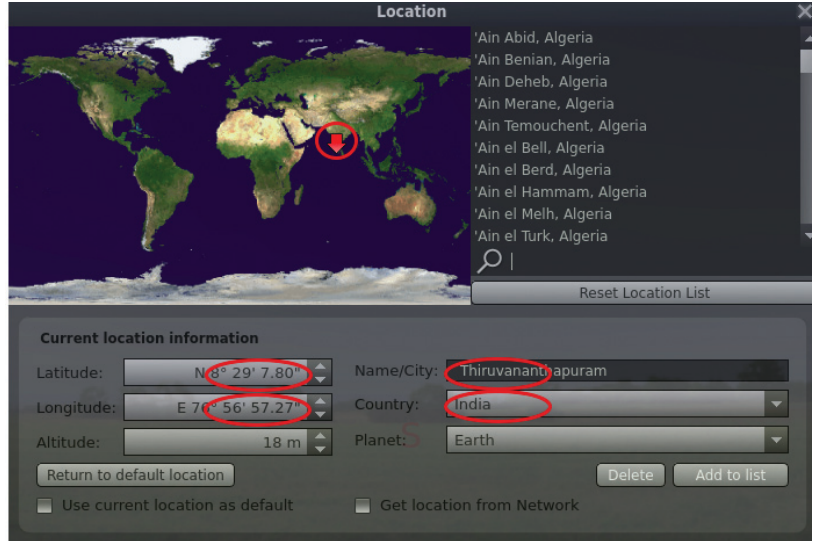 Location
'Ain Abid, Algeria
'Ain Benian, Algeria
'Ain Deheb, Algeria
'Ain Merane, Algeria
'Ain Temouchent, Algeria
'Ain el Bell, Algeria
'Ain el Berd, Algeria
'Ain el Hammam, Algeria
'Ain el Melh, Algeria
'Ain el Turk, Algeria
Reset Location List
Current location information
Latitude: N 8° 29' 7.80" Name/City: Thiruvananthapuram
Longitude: E 76° 56' 57.27" Country: India
Altitude: 18 m Planet: Earth
Return to default location Delete Add to list
Use current location as default Get location from Network